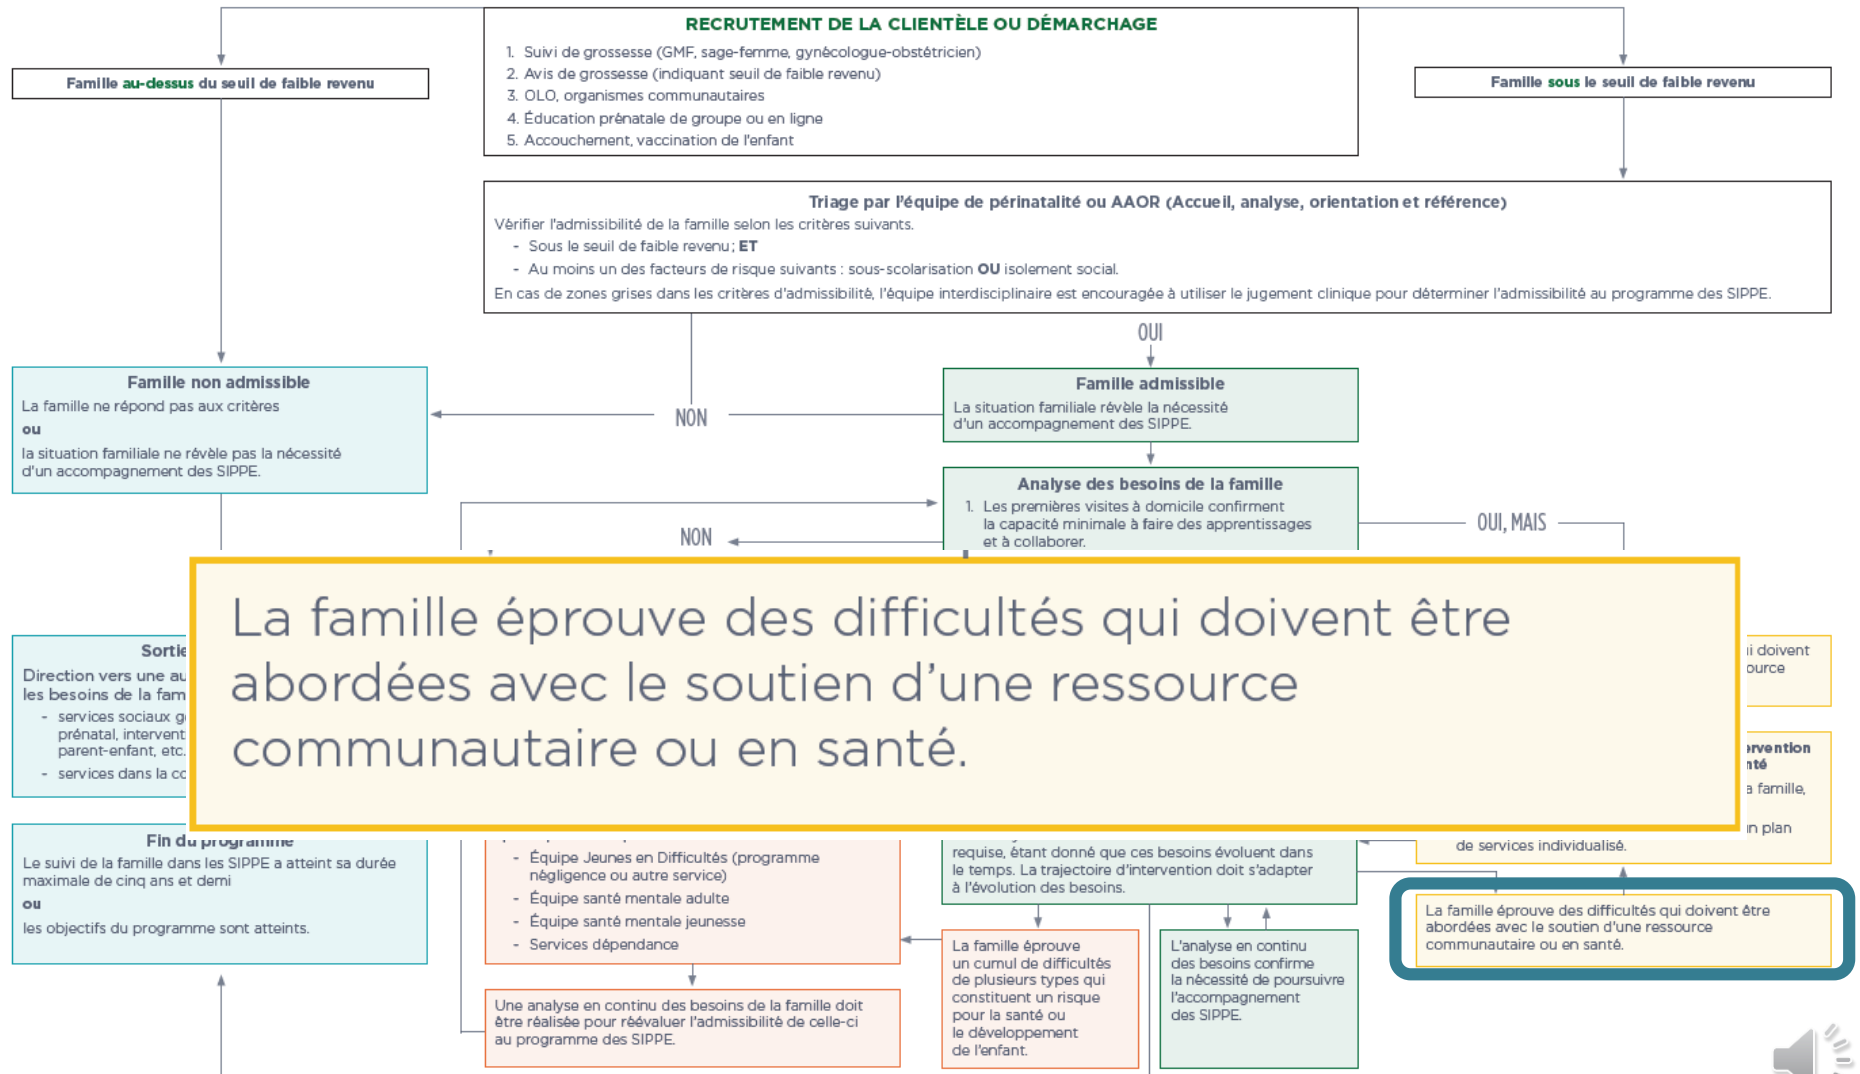 RECRUTEMENT DE LA CLIENTÈLE OU DÉMARCHAGE
1. Suivi de grossesse (GMF, sage-femme, gynécologue-obstétricien)
2. Avis de grossesse (indiquant seuil de faible revenu)
3. OLO, organismes communautaires
4. Éducation prénatale de groupe ou en ligne
5. Accouchement, vaccination de l'enfant
Famille au-dessus du seuil de faible revenu
Famille sous le seuil de faible revenu
Triage par l'équipe de périnatalité ou AAOR (Accueil, analyse, orientation et référence)
Vérifier l'admissibilité de la famille selon les critères suivants.
- Sous le seuil de faible revenu; ET
- Au moins un des facteurs de risque suivants : sous-scolarisation OU isolement social.
En cas de zones grises dans les critères d'admissibilité, l'équipe interdisciplinaire est encouragée à utiliser le jugement clinique pour déterminer l'admissibilité au programme des SIPPE.
OUI
Famille non admissible
La famille ne répond pas aux critères
ou
la situation familiale ne révèle pas la nécessité
d'un accompagnement des SIPPE.
NON
Famille admissible
La situation familiale révèle la nécessité
d'un accompagnement des SIPPE.
Analyse des besoins de la famille
1. Les premières visites à domicile confirment
la capacité minimale à faire des apprentissages
et à collaborer.
NON
OUI, MAIS
La famille éprouve des difficultés qui doivent être
abordées avec le soutien d'une ressource
communautaire ou en santé.
Sortie
Direction vers une
les besoins de la
- services sociaux
prénatal,
parent-enfant, etc.
- services dans la
doivent
famille,
plan
de services individualisé.
Fin du programme
Le suivi de la famille dans les SIPPE a atteint sa durée
maximale de cinq ans et demi
ou
les objectifs du programme sont atteints.
- Équipe Jeunes en Difficultés (programme
négligence ou autre service)
- Équipe santé mentale adulte
- Équipe santé mentale jeunesse
- Services dépendance
requise, étant donné que ces besoins évoluent dans
le temps. La trajectoire d'intervention doit s'adapter
à l'évolution des besoins.
La famille éprouve des difficultés qui doivent être
abordées avec le soutien d'une ressource
communautaire ou en santé.
Une analyse en continu des besoins de la famille doit
être réalisée pour réévaluer l'admissibilité de celle-ci
au programme des SIPPE.
La famille éprouve
un cumul de difficultés
de plusieurs types qui
constituent un risque
pour la santé ou
le développement
de l'enfant.
L'analyse en continu
des besoins confirme
la nécessité de poursuivre
l'accompagnement
des SIPPE.